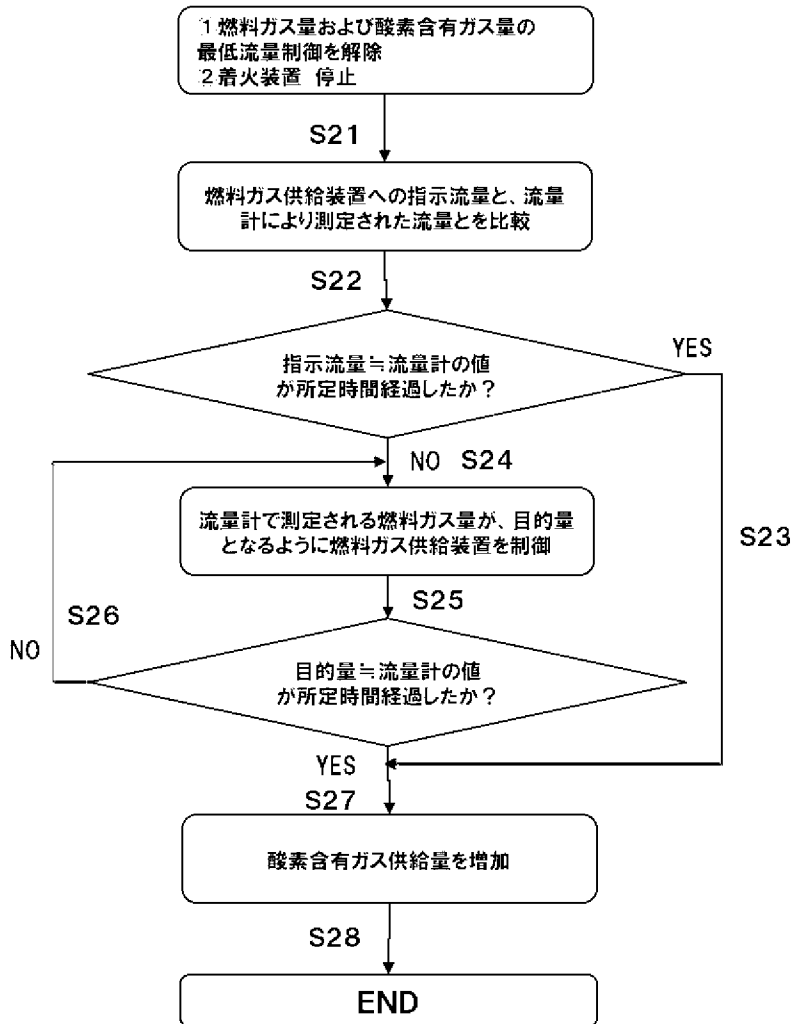 1 燃料ガス量および酸素含有ガス量の
最低流量制御を解除
2 着火装置 停止
S21
燃料ガス供給装置への指示流量と、流量
計により測定された流量とを比較
S22
指示流量≒流量計の値
が所定時間経過したか？
YES
NO S24
流量計で測定される燃料ガス量が、目的量
となるように燃料ガス供給装置を制御
S23
S25
S26
NO
目的量≒流量計の値
が所定時間経過したか？
YES
S27
酸素含有ガス供給量を増加
S28
END